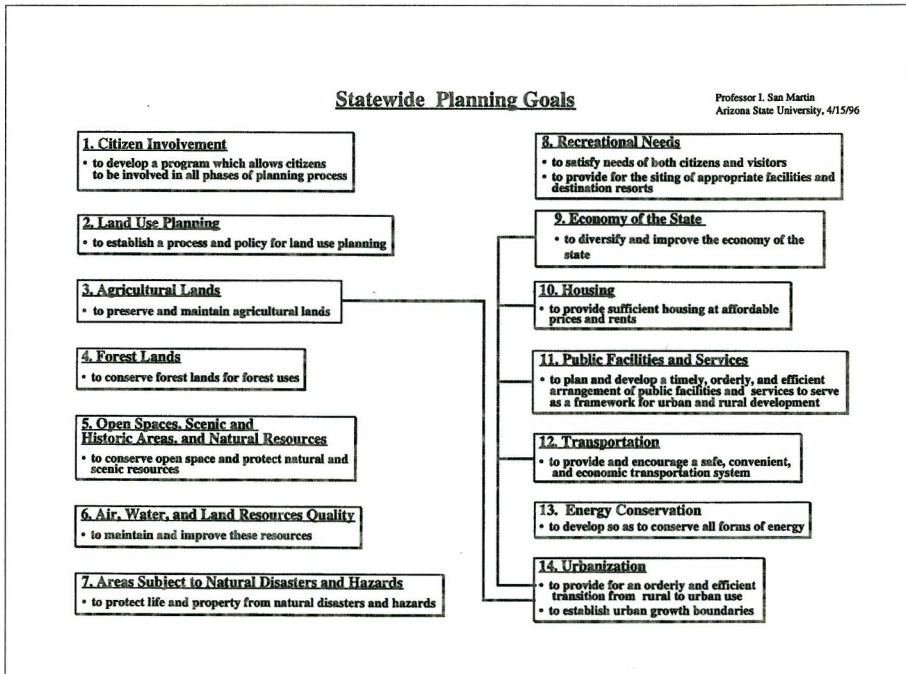 Statewide Planning Goals
Professor I. San Martin
Arizona State University, 4/15/96
1. Citizen Involvement
• to develop a program which allows citizens
to be involved in all phases of planning process
2. Land Use Planning
• to establish a process and policy for land use planning
3. Agricultural Lands
• to preserve and maintain agricultural lands
4. Forest Lands
• to conserve forest lands for forest uses
5. Open Spaces, Scenic and
Historic Areas, and Natural Resources
• to conserve open space and protect natural and
scenic resources
6. Air, Water, and Land Resources Quality
• to maintain and improve these resources
7. Areas Subject to Natural Disasters and Hazards
• to protect life and property from natural disasters and hazards
8. Recreational Needs
• to satisfy needs of both citizens and visitors
• to provide for the siting of appropriate facilities and
destination resorts
9. Economy of the State
• to diversify and improve the economy of the
state
10. Housing
• to provide sufficient housing at affordable
prices and rents
11. Public Facilities and Services
• to plan and develop a timely, orderly, and efficient
arrangement of public facilities and services to serve
as a framework for urban and rural development
12. Transportation
• to provide and encourage a safe, convenient,
and economic transportation system
13. Energy Conservation
• to develop so as to conserve all forms of energy
14. Urbanization
• to provide for an orderly and efficient
transition from rural to urban use
• to establish urban growth boundaries